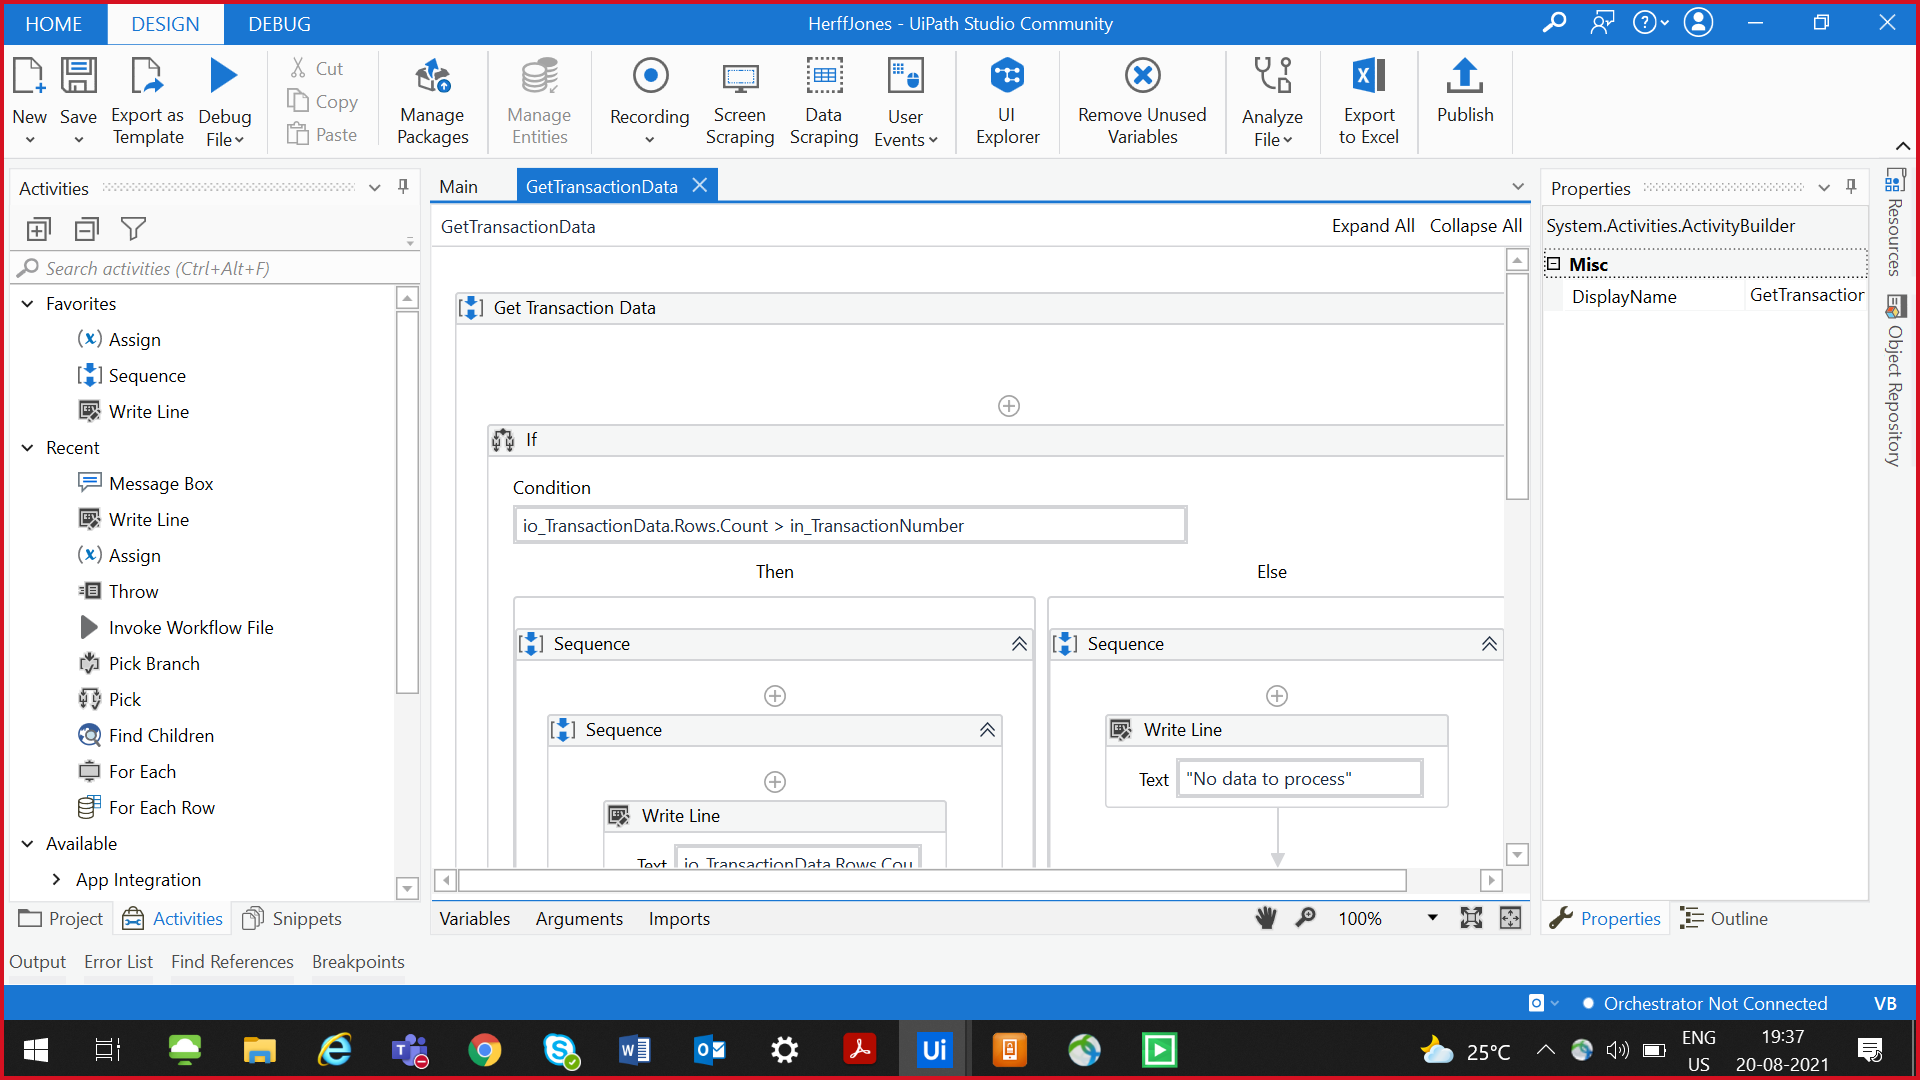 HOME DESIGN DEBUG HerffJones - UiPath Studio Community
New Save Export as Template Debug File Cut Copy Paste Manage Packages Manage Entities Recording Screen Scraping Data Scraping User Events UI Explorer Remove Unused Variables Analyze File Export to Excel Publish
Activities
Search activities (Ctrl+Alt+F)
Favorites
Assign
Sequence
Write Line
Recent
Message Box
Write Line
Assign
Throw
Invoke Workflow File
Pick Branch
Pick
Find Children
For Each
For Each Row
Available
App Integration
Project Activities Snippets
Main GetTransactionData
GetTransactionData Expand All Collapse All
Get Transaction Data
If
Condition
io_TransactionData.Rows.Count > in_TransactionNumber
Then Else
Sequence Sequence
Sequence Write Line
Text "No data to process"
Write Line
Text io_TransactionData.Rows.Cou
Variables Arguments Imports 100%
Properties
System.Activities.ActivityBuilder
Misc
DisplayName GetTransaction
Properties Outline
Resources
Object Repository
Output Error List Find References Breakpoints
Orchestrator Not Connected VB
Ui 25°C ENG US 19:37 20-08-2021